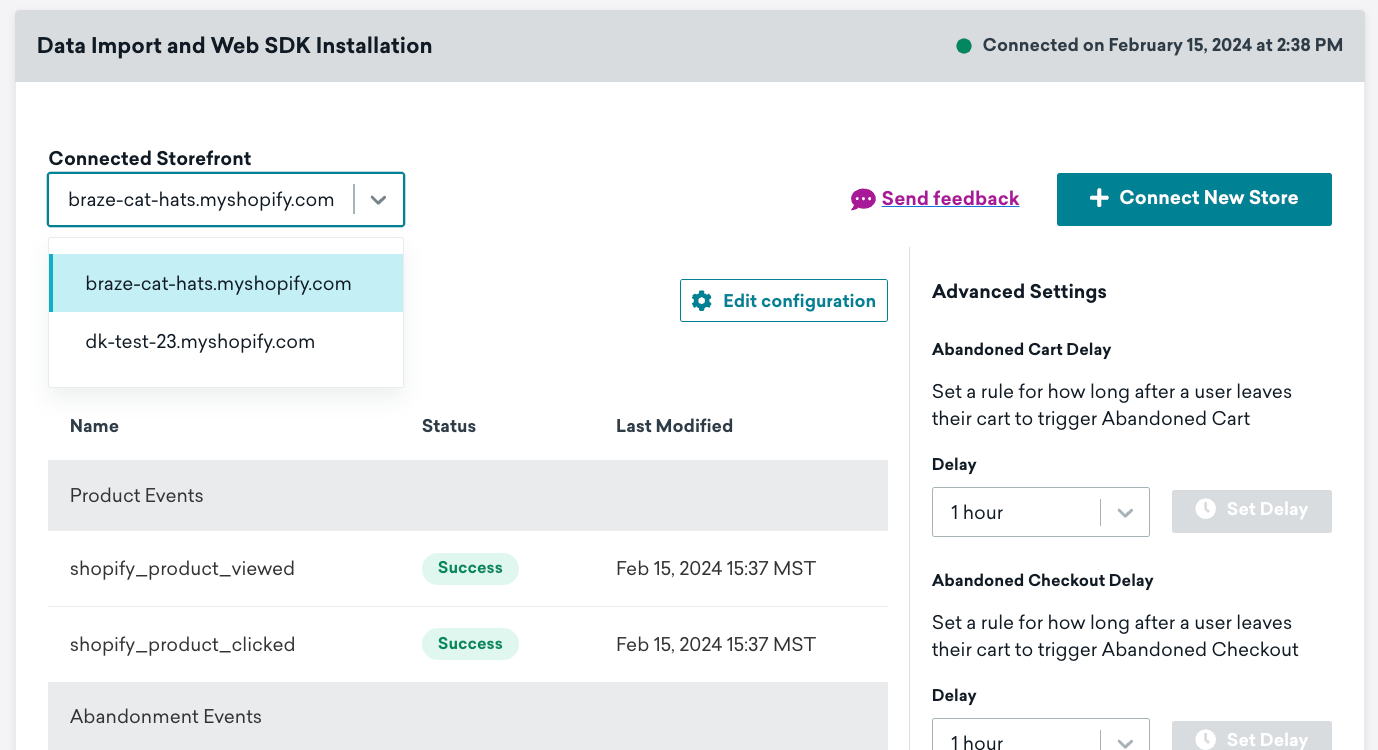 Data Import and Web SDK Installation
Connected on February 15, 2024 at 2:38 PM
Connected Storefront
braze-cat-hats.myshopify.com
braze-cat-hats.myshopify.com
dk-test-23.myshopify.com
Send feedback
Connect New Store
Edit configuration
Name Status Last Modified
Product Events
shopify_product_viewed Success Feb 15, 2024 15:37 MST
shopify_product_clicked Success Feb 15, 2024 15:37 MST
Abandonment Events
Advanced Settings
Abandoned Cart Delay
Set a rule for how long after a user leaves
their cart to trigger Abandoned Cart
Delay
1 hour Set Delay
Abandoned Checkout Delay
Set a rule for how long after a user leaves
their cart to trigger Abandoned Checkout
Delay
1 hour Set Delay